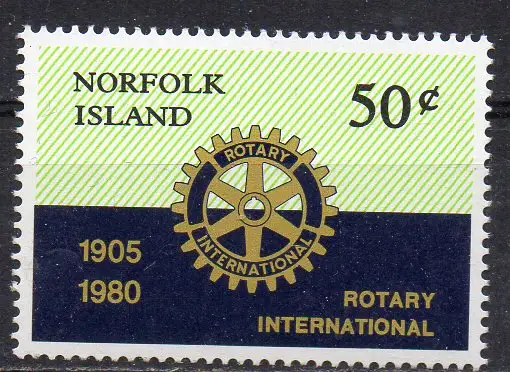 NORFOLK
ISLAND
50¢
ROTARY
INTERNATIONAL
1905
1980
ROTARY
INTERNATIONAL